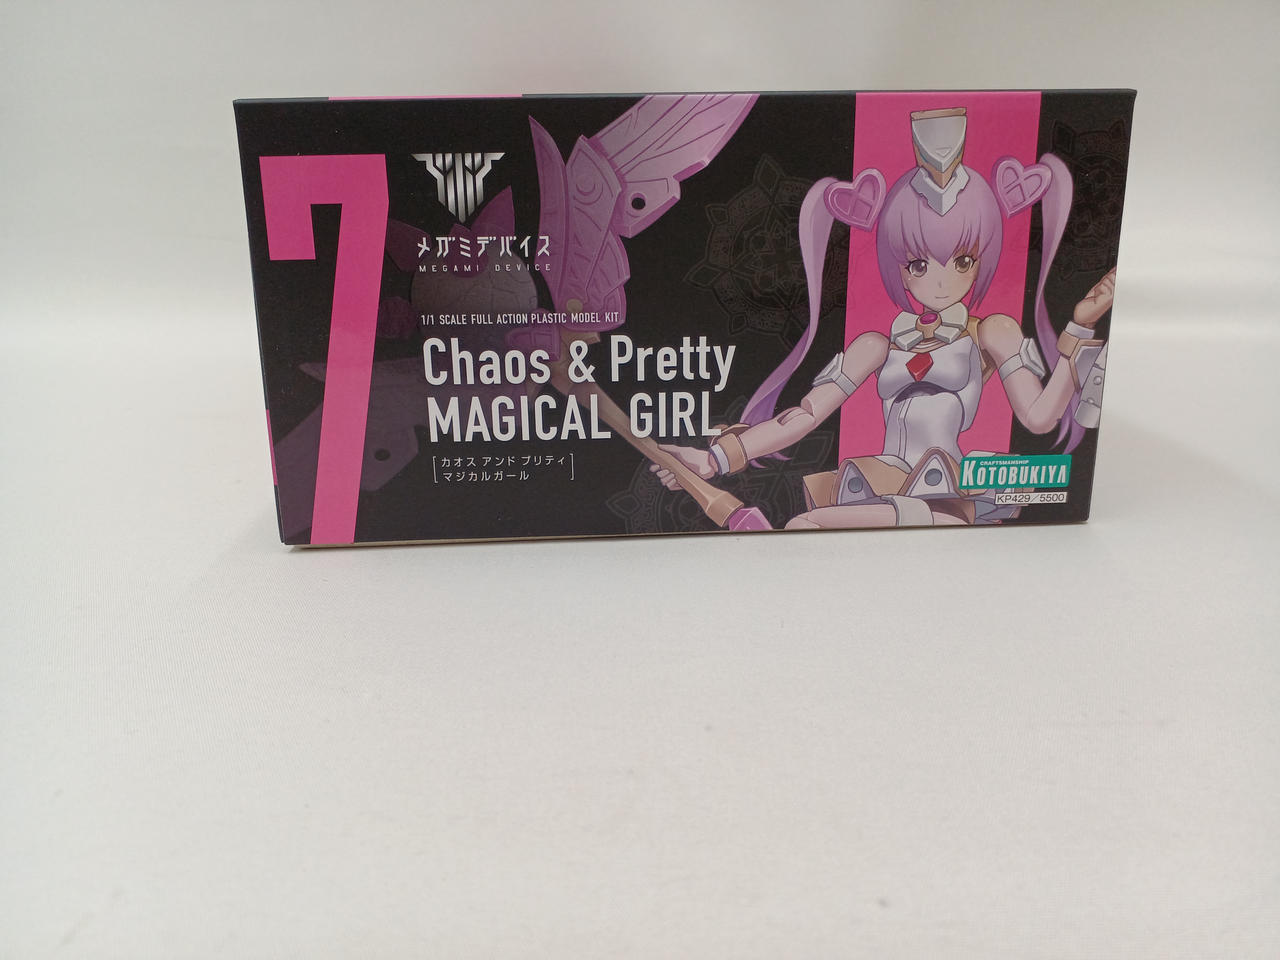 7
メガミデバイス
MEGAMI DEVICE
1/1 SCALE FULL ACTION PLASTIC MODEL KIT
Chaos & Pretty
MAGICAL GIRL
[カオス アンド プリティ
マジカルガール]
CRAFTSMANSHIP
KOTOBUKIYA
KP429/5500